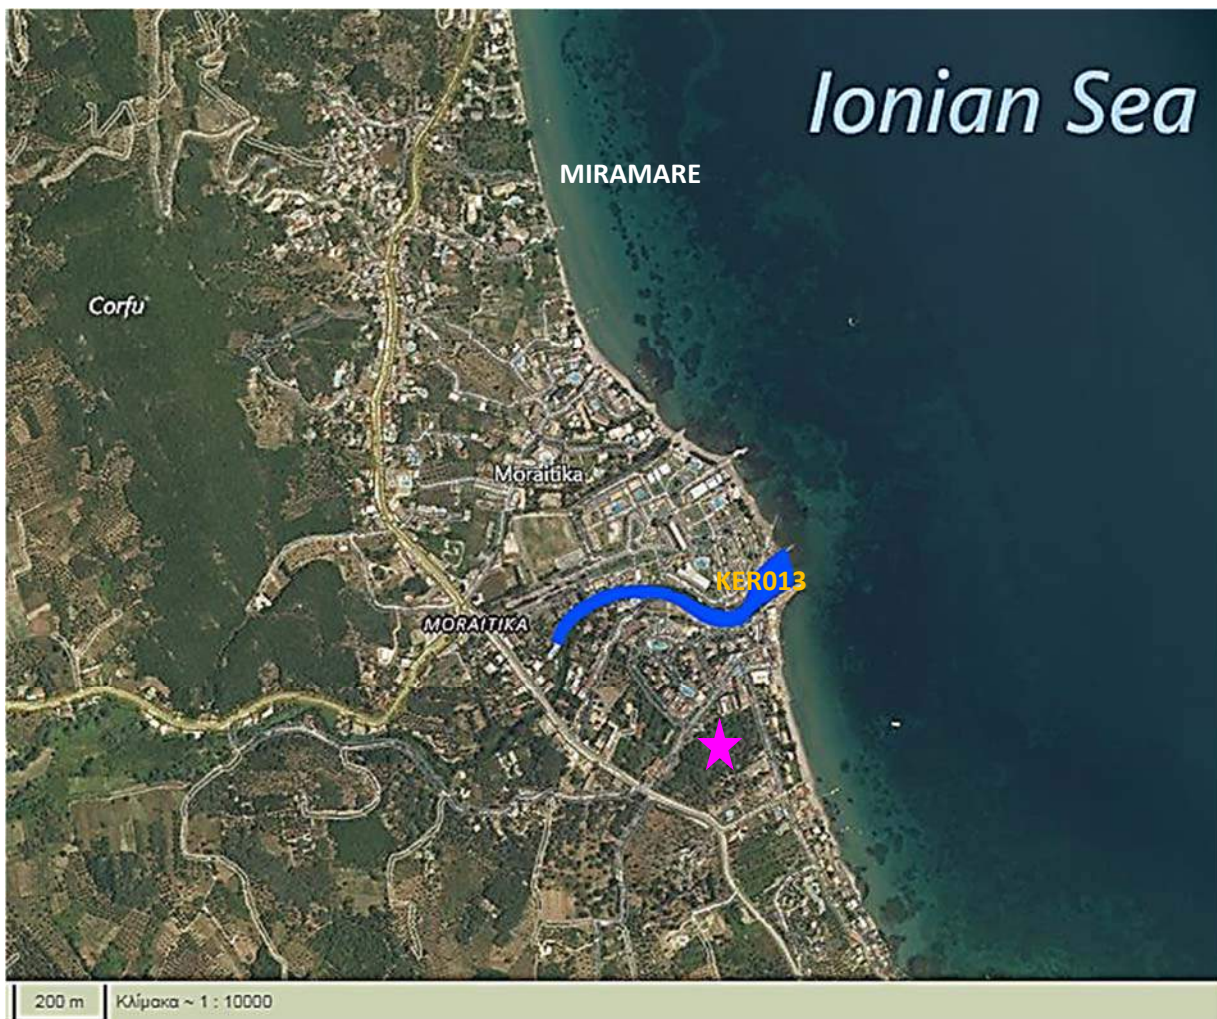 Ionian Sea
MIRAMARE
Corfu
Moraitika
KER013
MORAITIKA
200 m
Κλίμακα ~ 1 : 10000